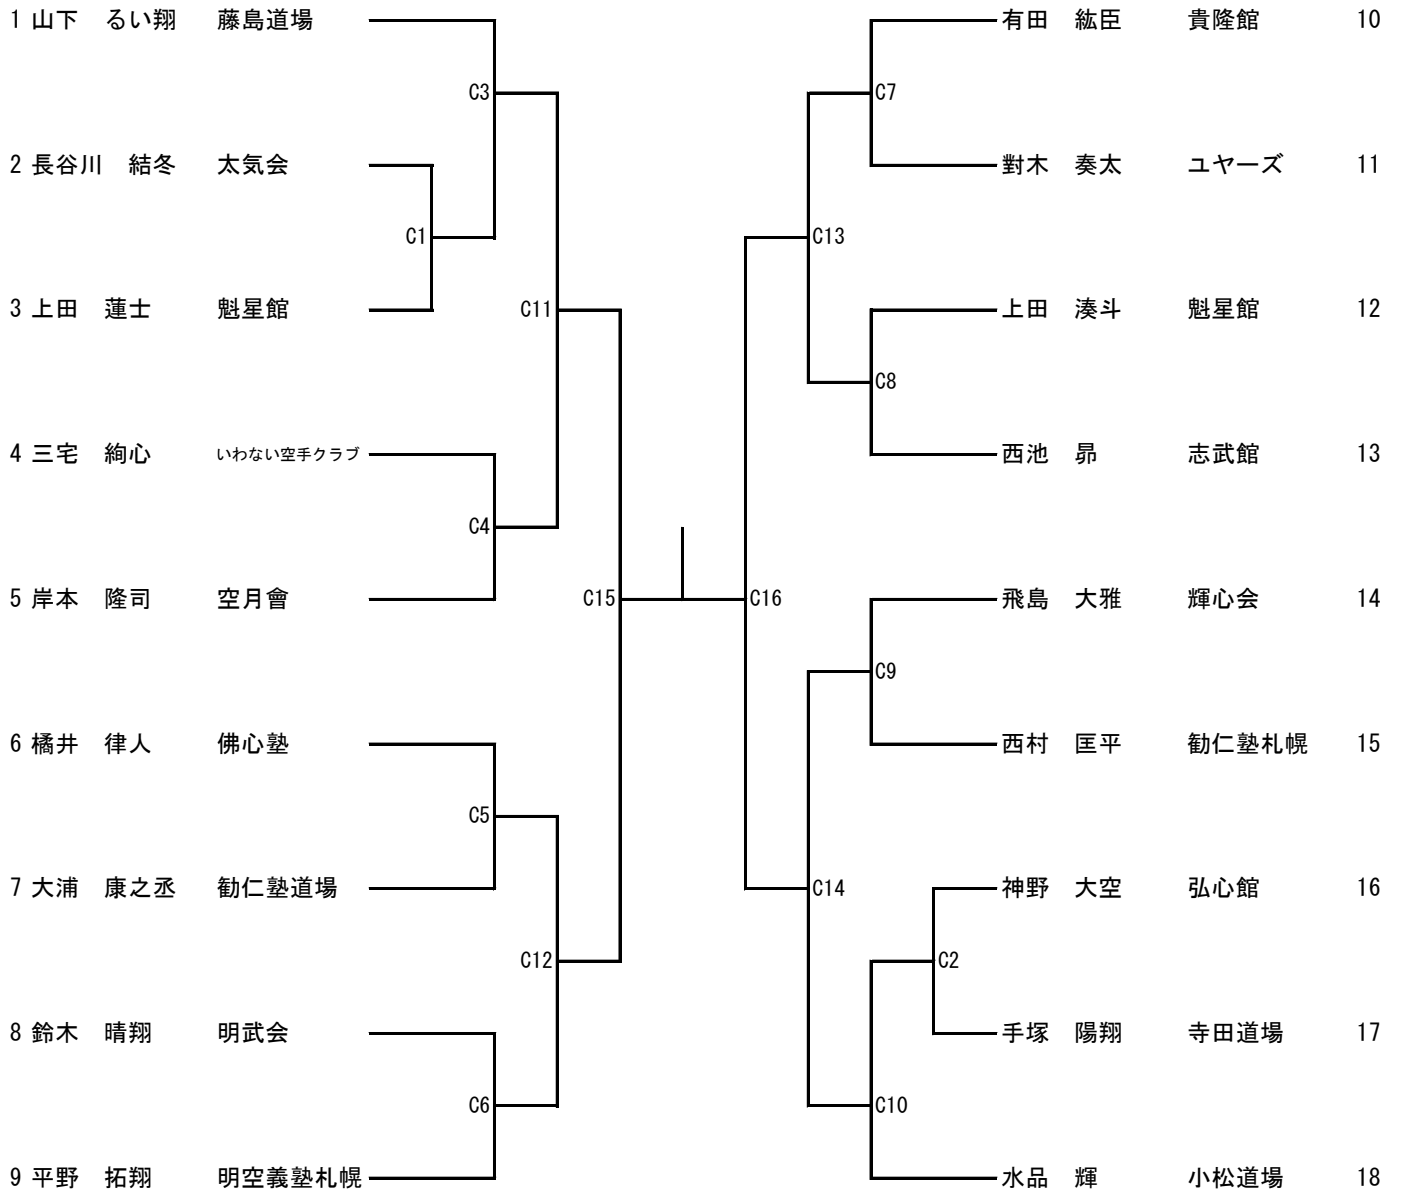 1 山下　るい翔　藤島道場
C3
2 長谷川　結冬　太気会
C1
3 上田　蓮士　魁星館
C11
4 三宅　絢心　いわない空手クラブ
C4
5 岸本　隆司　空月會
C15
6 橘井　律人　佛心塾
C5
7 大浦　康之丞　勧仁塾道場
C12
8 鈴木　晴翔　明武会
C6
9 平野　拓翔　明空義塾札幌
有田　紘臣　貴隆館　10
C7
對木　奏太　ユヤーズ　11
C13
上田　湊斗　魁星館　12
C8
西池　昴　志武館　13
C16
飛島　大雅　輝心会　14
C9
西村　匡平　勧仁塾札幌　15
C14
神野　大空　弘心館　16
C2
手塚　陽翔　寺田道場　17
C10
水品　輝　小松道場　18